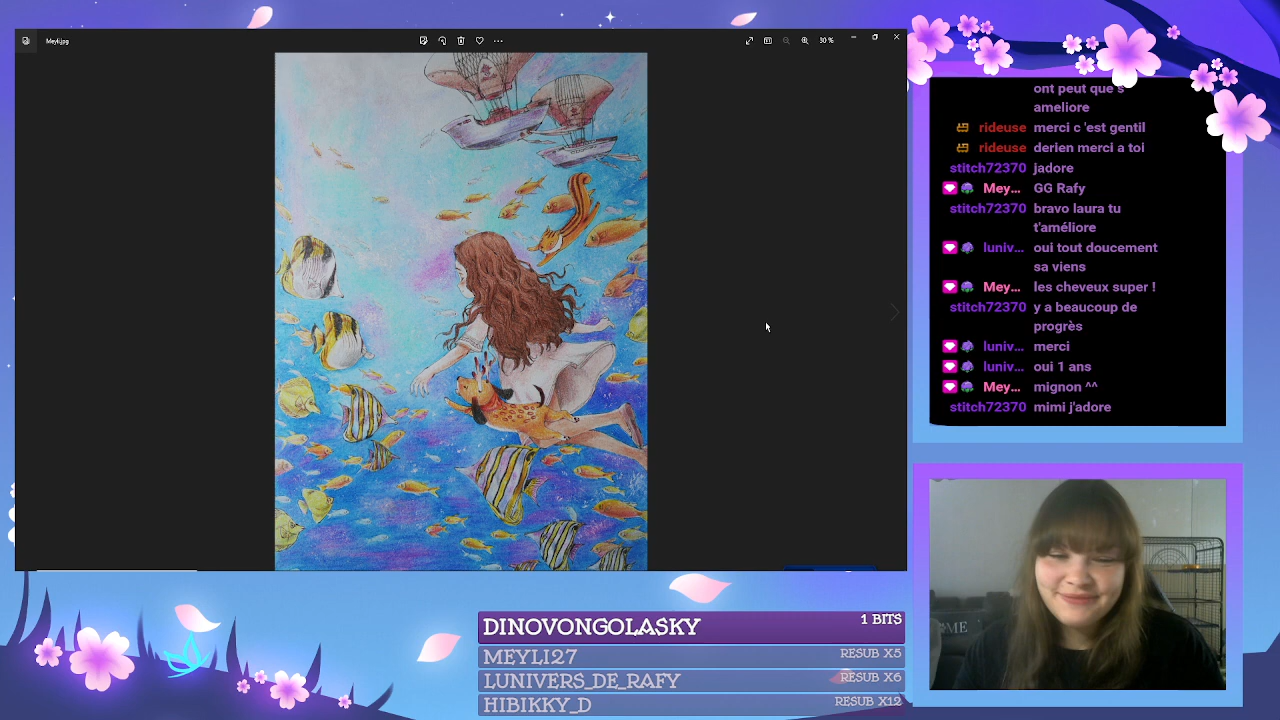 Meyli.jpg
30 %
ont peut que s
ameliore
rideuse merci c 'est gentil
rideuse derien merci a toi
stitch72370 jadore
Mey... GG Rafy
stitch72370 bravo laura tu
t'améliore
luniv... oui tout doucement
sa viens
Mey... les cheveux super !
stitch72370 y a beaucoup de
progrès
luniv... merci
luniv... oui 1 ans
Mey... mignon ^^
stitch72370 mimi j'adore
ME
DINOVONGOLASKY 1 BITS
MEYLI27 RESUB X5
LUNIVERS_DE_RAFY RESUB X6
HIBIKKY_D RESUB X12